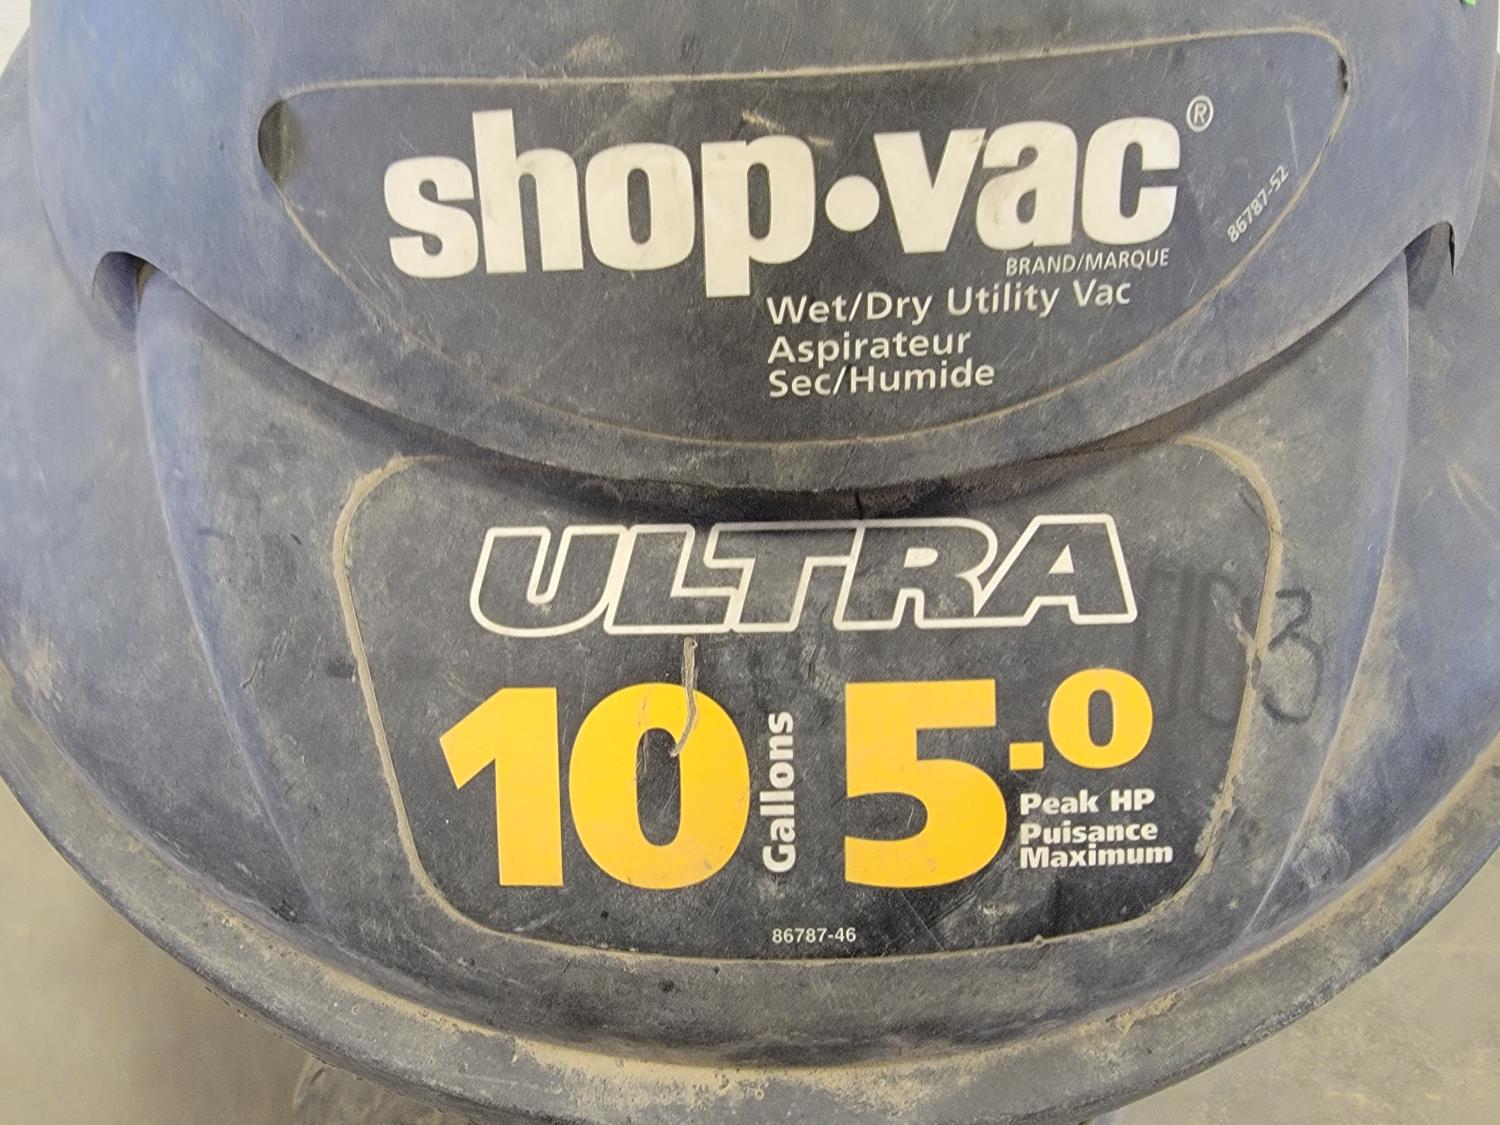 shop·vac®
BRAND/MARQUE
86787-52
Wet/Dry Utility Vac
Aspirateur
Sec/Humide
ULTRA
10 Gallons
5.0
Peak HP
Puisance
Maximum
86787-46